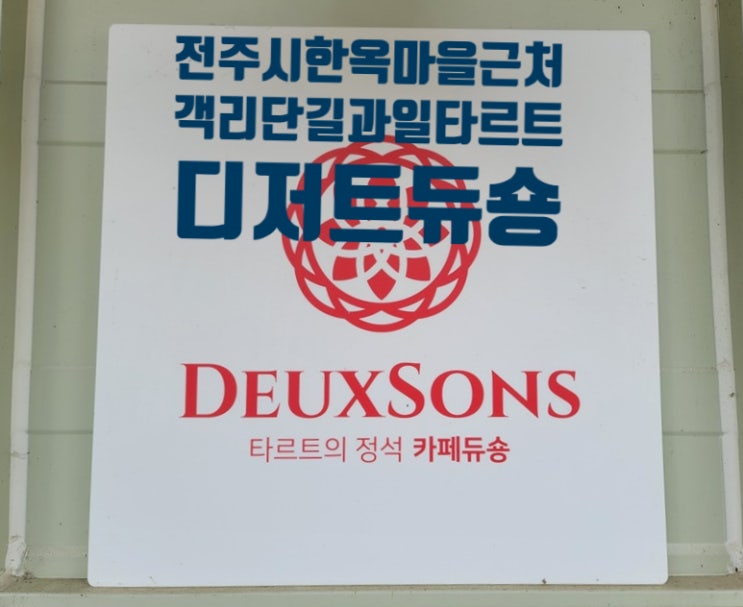 전주시한옥마을근처
객리단길과일타르트
디저트듀숑
DEUXSONS
타르트의 정석 카페듀숑